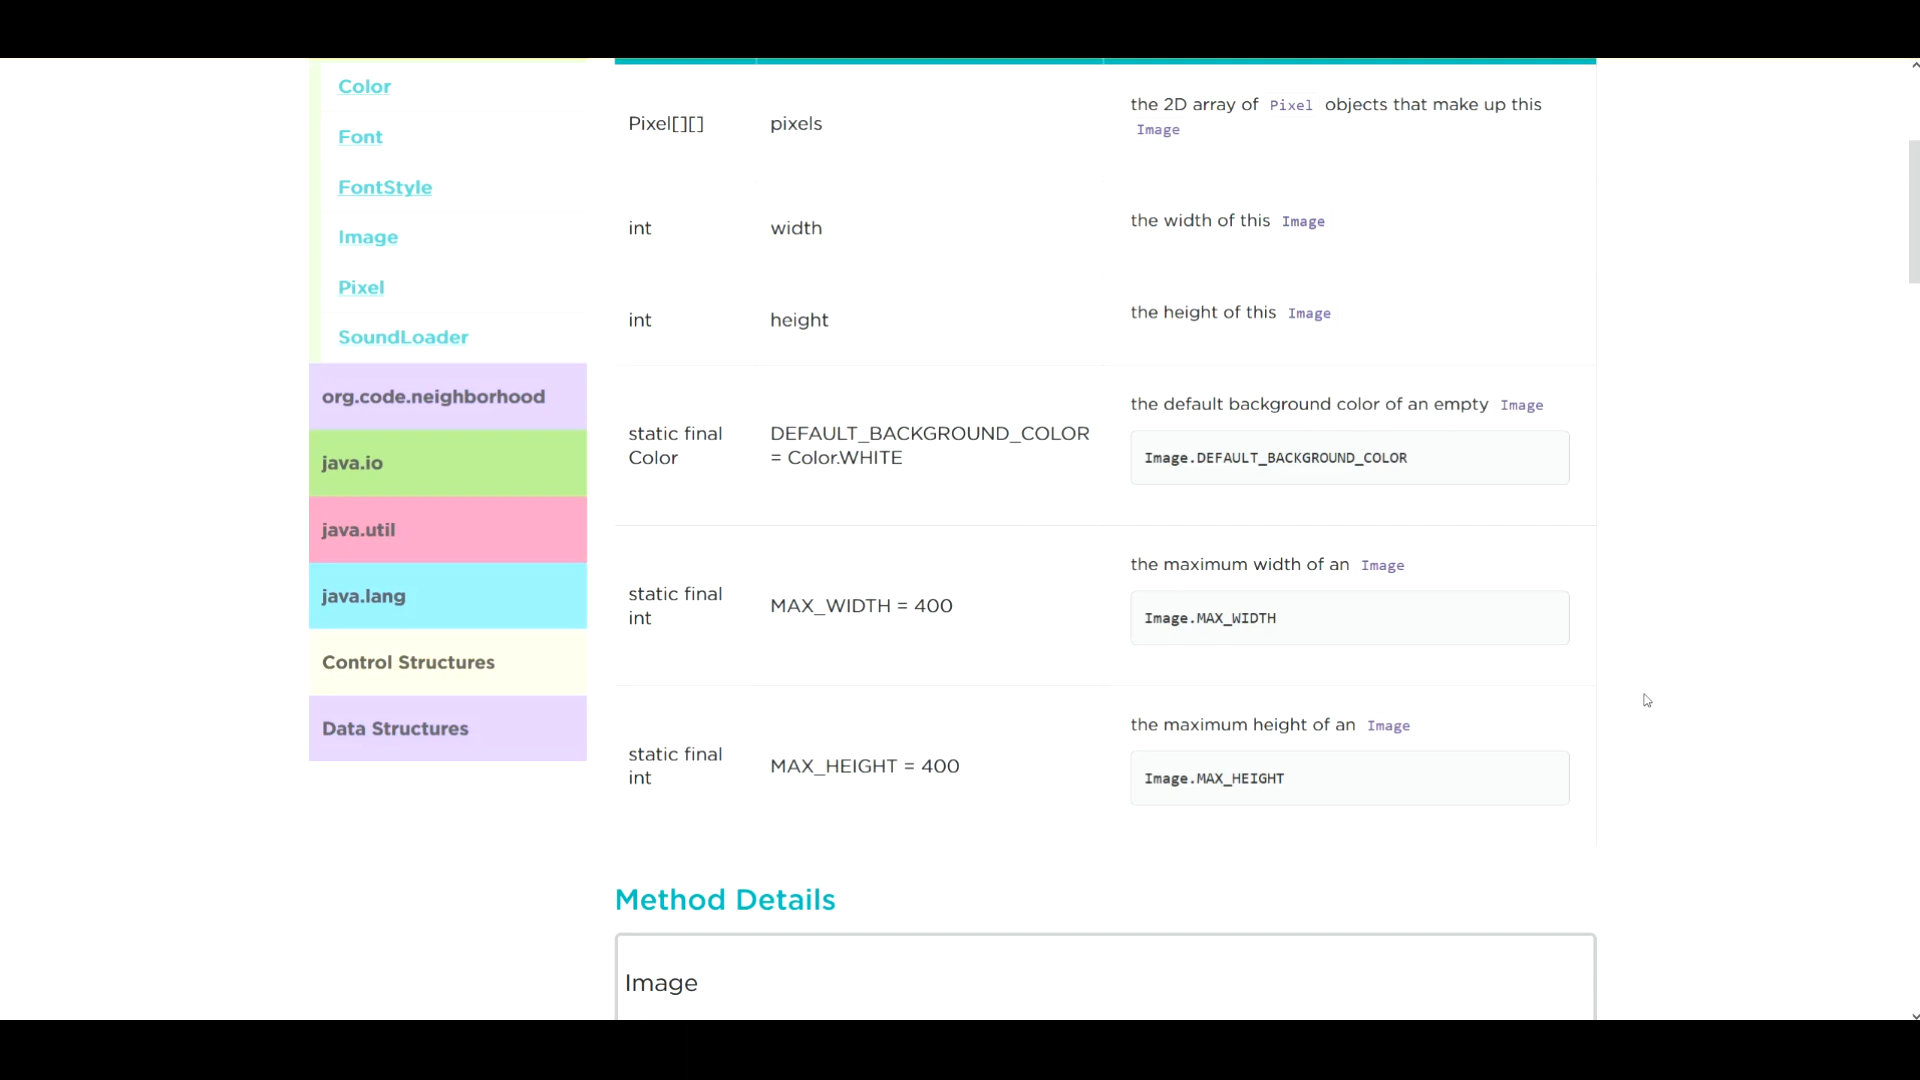 Color
Font
FontStyle
Image
Pixel
SoundLoader
org.code.neighborhood
java.io
java.util
java.lang
Control Structures
Data Structures
Pixel[][]
pixels
the 2D array of Pixel objects that make up this
Image
int
width
the width of this Image
int
height
the height of this Image
static final
Color
DEFAULT_BACKGROUND_COLOR
= Color.WHITE
the default background color of an empty Image
Image.DEFAULT_BACKGROUND_COLOR
static final
int
MAX_WIDTH = 400
the maximum width of an Image
Image.MAX_WIDTH
static final
int
MAX_HEIGHT = 400
the maximum height of an Image
Image.MAX_HEIGHT
Method Details
Image